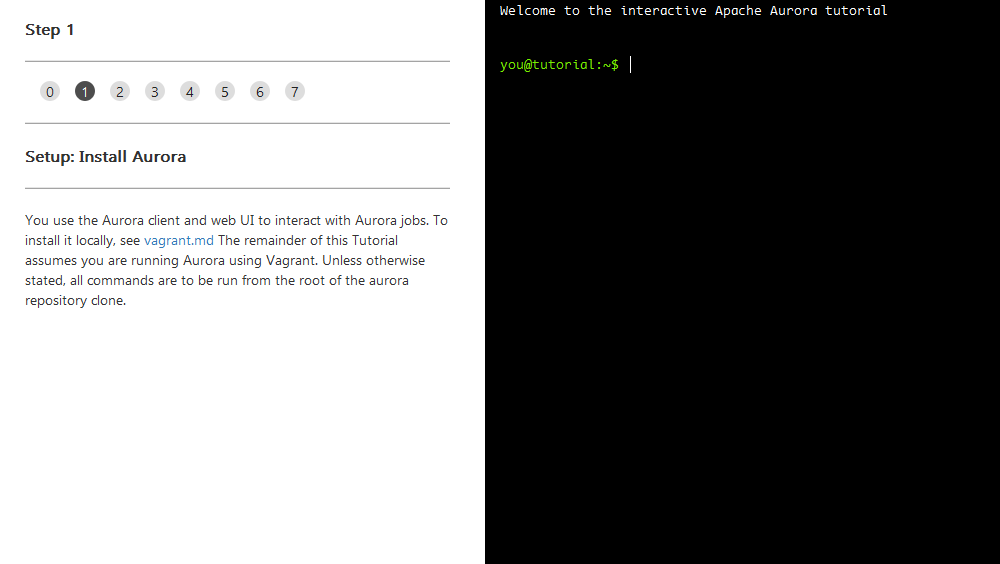 Step 1
0 1 2 3 4 5 6 7
Setup: Install Aurora
You use the Aurora client and web UI to interact with Aurora jobs. To
install it locally, see vagrant.md The remainder of this Tutorial
assumes you are running Aurora using Vagrant. Unless otherwise
stated, all commands are to be run from the root of the aurora
repository clone.
Welcome to the interactive Apache Aurora tutorial
you@tutorial:~$